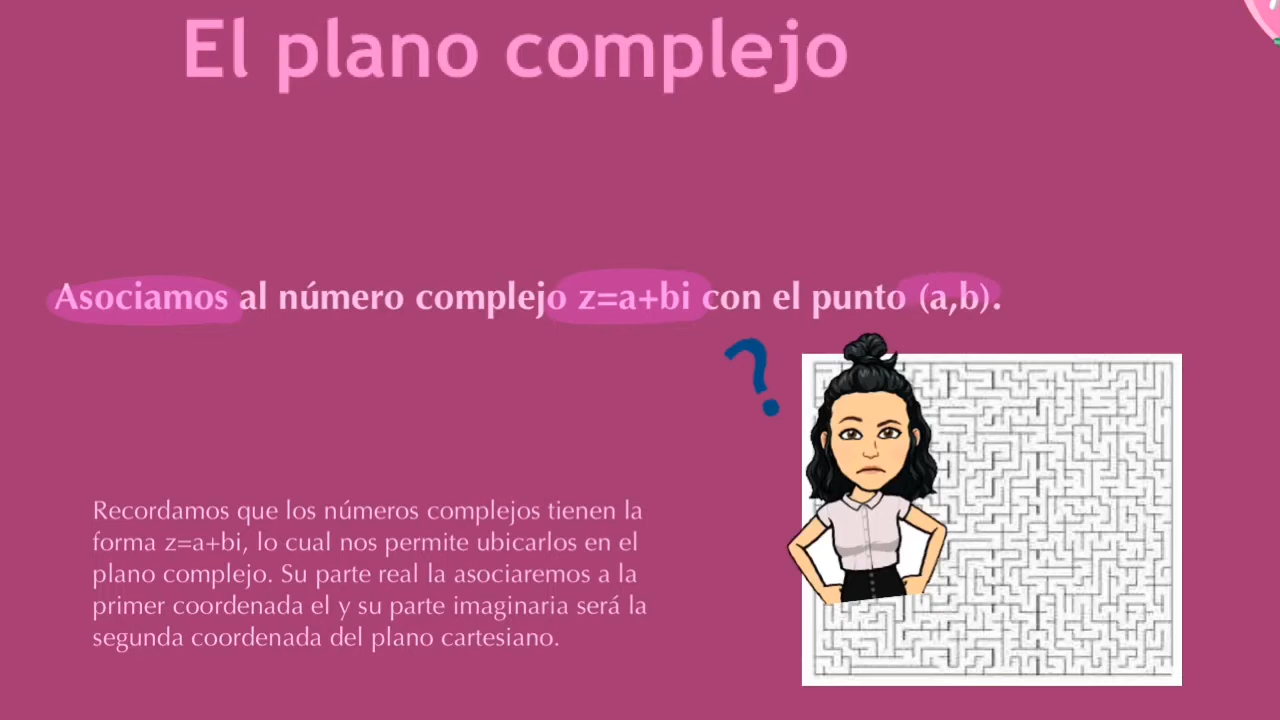 El plano complejo
Asociamos al número complejo z=a+bi con el punto (a,b).
?
Recordamos que los números complejos tienen la
forma z=a+bi, lo cual nos permite ubicarlos en el
plano complejo. Su parte real la asociaremos a la
primer coordenada el y su parte imaginaria será la
segunda coordenada del plano cartesiano.